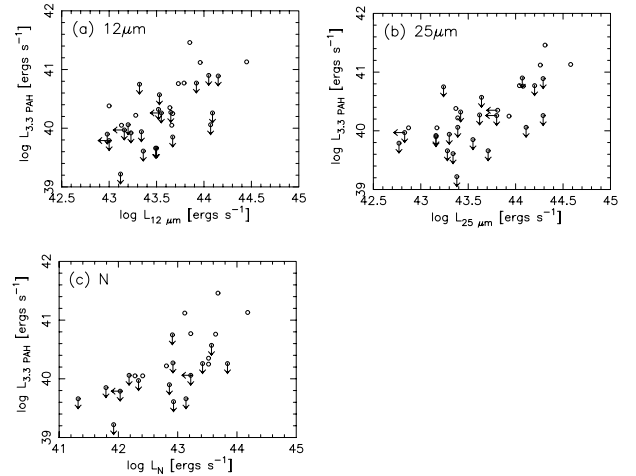 (a) 12μm
log L3.3 PAH [ergs s−1]
39 40 41 42
42.5 43 43.5 44 44.5 45
log L12 μm [ergs s−1]
(b) 25μm
log L3.3 PAH [ergs s−1]
39 40 41 42
42.5 43 43.5 44 44.5 45
log L25 μm [ergs s−1]
(c) N
log L3.3 PAH [ergs s−1]
39 40 41 42
41 42 43 44 45
log LN [ergs s−1]